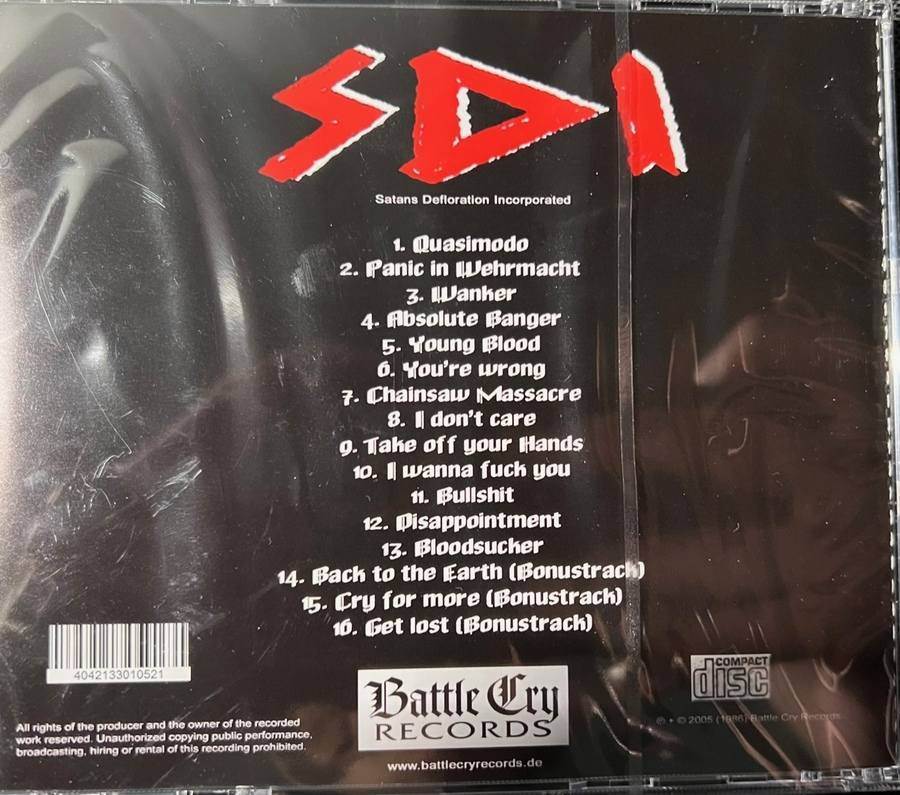 SDI
Satans Defloration Incorporated
1. Quasimodo
2. Panic in Wehrmacht
3. Wanker
4. Absolute Banger
5. Young Blood
6. You're wrong
7. Chainsaw Massacre
8. I don't care
9. Take off your Hands
10. I wanna fuck you
11. Bullshit
12. Disappointment
13. Bloodsucker
14. Back to the Earth (Bonustrack)
15. Cry for more (Bonustrack)
16. Get lost (Bonustrack)
4042133010521
All rights of the producer and the owner of the recorded
work reserved. Unauthorized copying public performance,
broadcasting, hiring or rental of this recording prohibited.
Battle Cry
RECORDS
www.battlecryrecords.de
COMPACT
disc
℗ + © 2005 (1986) Battle Cry Records